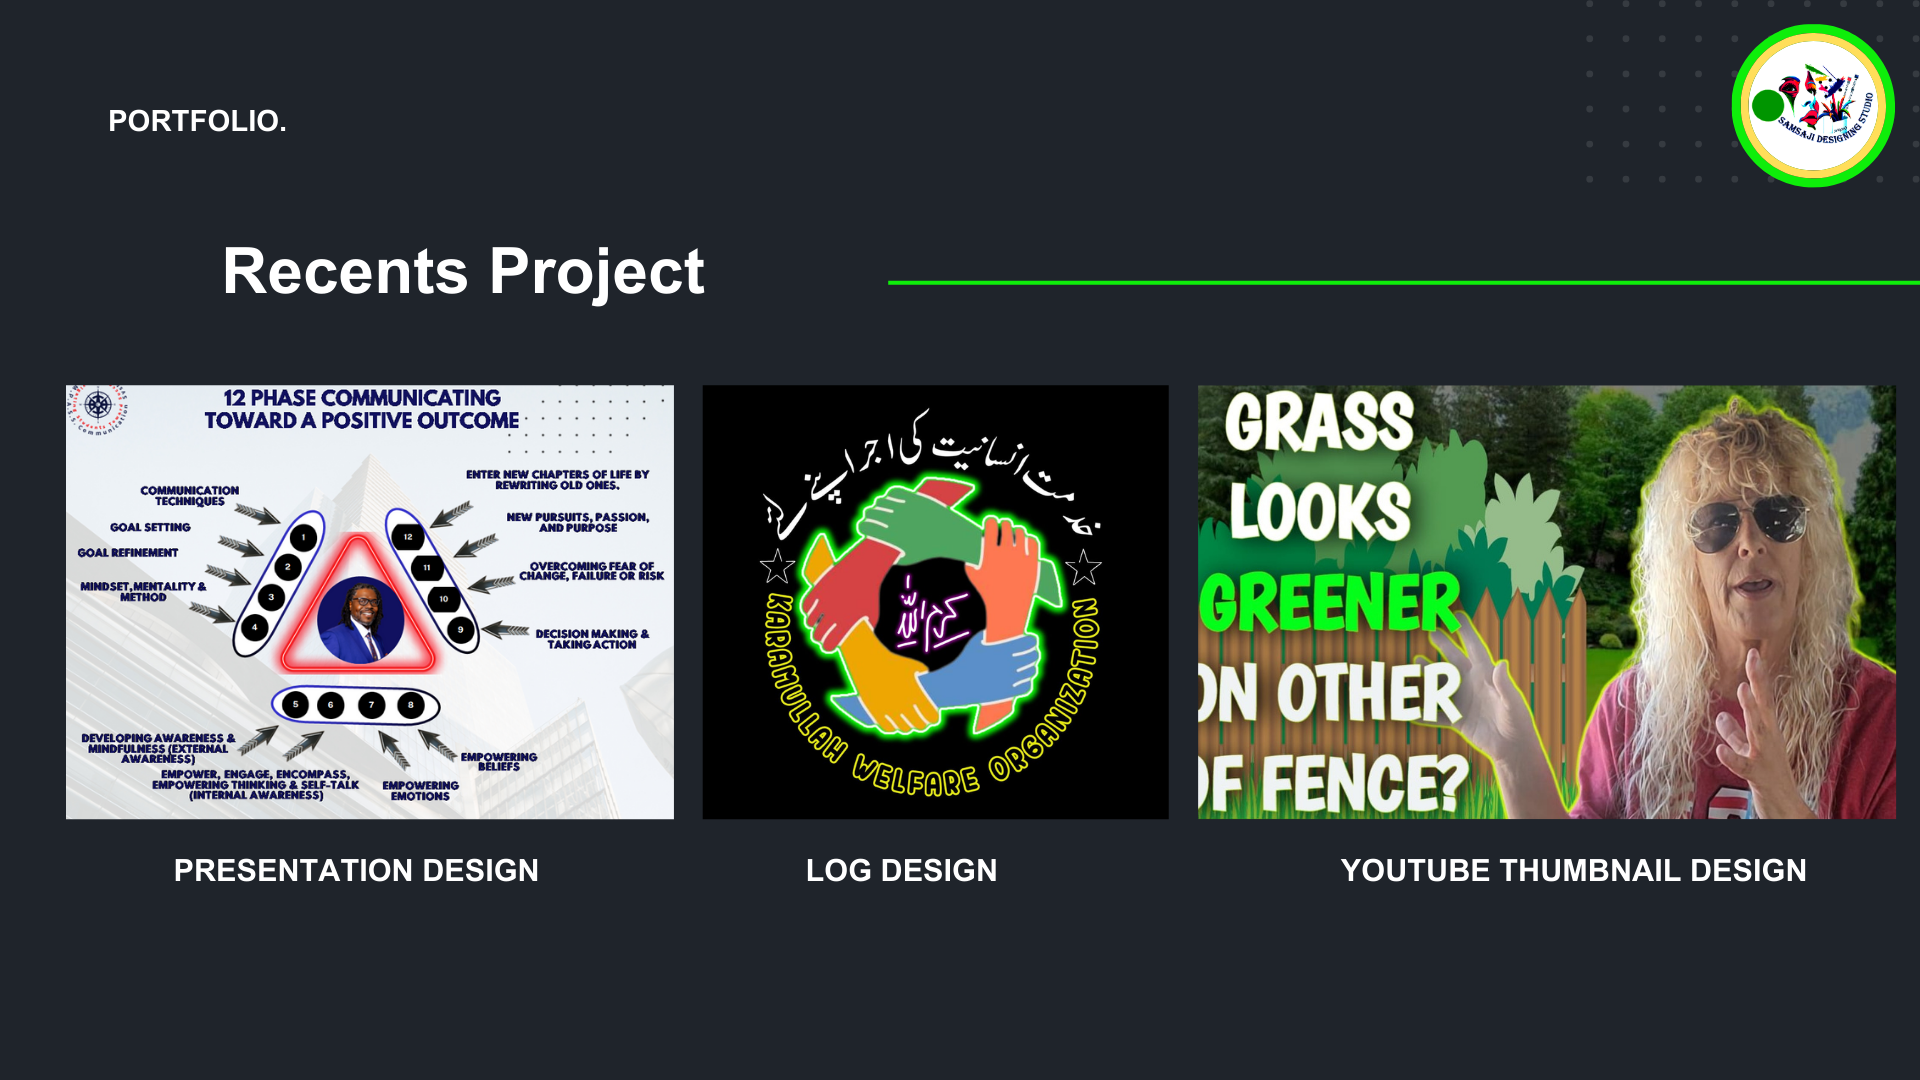 PORTFOLIO.
SAMSAJI DESIGNING STUDIO
Recents Project
12 PHASE COMMUNICATING
TOWARD A POSITIVE OUTCOME
COMMUNICATION
TECHNIQUES
GOAL SETTING
GOAL REFINEMENT
MINDSET,MENTALITY &
METHOD
1
2
3
4
ENTER NEW CHAPTERS OF LIFE BY
REWRITING OLD ONES.
NEW PURSUITS, PASSION,
AND PURPOSE
OVERCOMING FEAR OF
CHANGE, FAILURE OR RISK
DECISION MAKING &
TAKING ACTION
12
11
10
9
5 6 7 8
DEVELOPING AWARENESS &
MINDFULNESS (EXTERNAL
AWARENESS)
EMPOWER, ENGAGE, ENCOMPASS,
EMPOWERING THINKING & SELF-TALK
(INTERNAL AWARENESS)
EMPOWERING
EMOTIONS
EMPOWERING
BELIEFS
خدمت انسانیت کی اجر اپنے
کرم اللہ
KARAMULLAH WELFARE ORGANIZATION
GRASS
LOOKS
GREENER
ON OTHER
OF FENCE?
PRESENTATION DESIGN
LOG DESIGN
YOUTUBE THUMBNAIL DESIGN